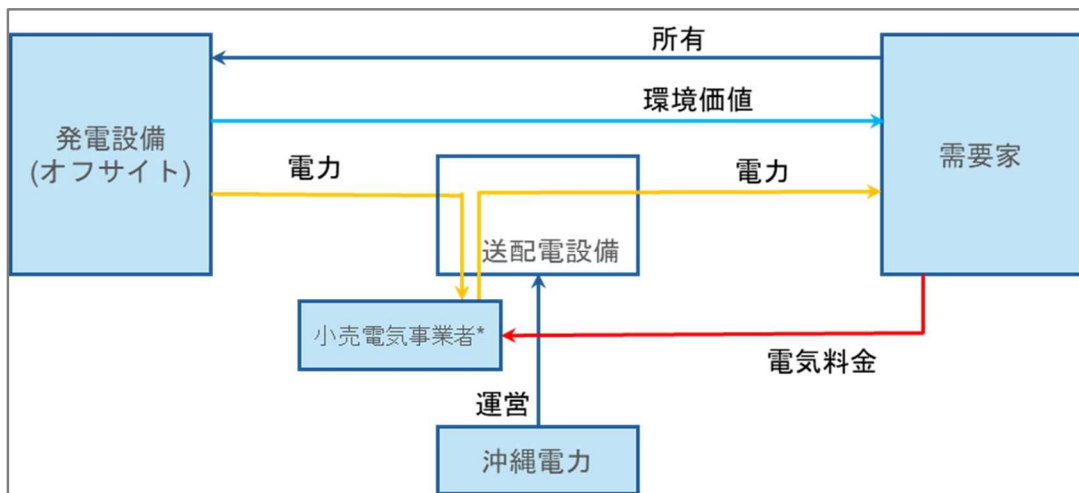 所有
環境価値
発電設備
(オフサイト)
需要家
電力
電力
送配電設備
小売電気事業者*
電気料金
運営
沖縄電力